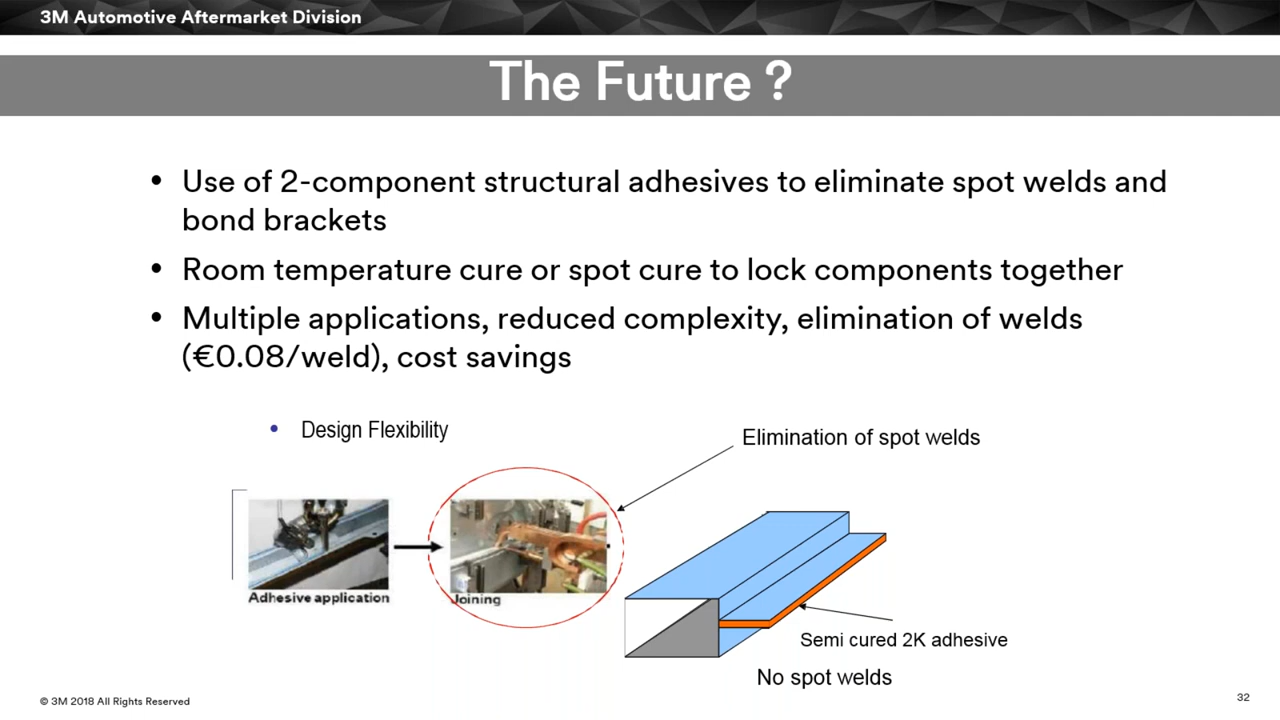 3M Automotive Aftermarket Division
The Future ?
• Use of 2-component structural adhesives to eliminate spot welds and
bond brackets
• Room temperature cure or spot cure to lock components together
• Multiple applications, reduced complexity, elimination of welds
(€0.08/weld), cost savings
• Design Flexibility
Elimination of spot welds
Adhesive application
Joining
Semi cured 2K adhesive
No spot welds
© 3M 2018 All Rights Reserved
32